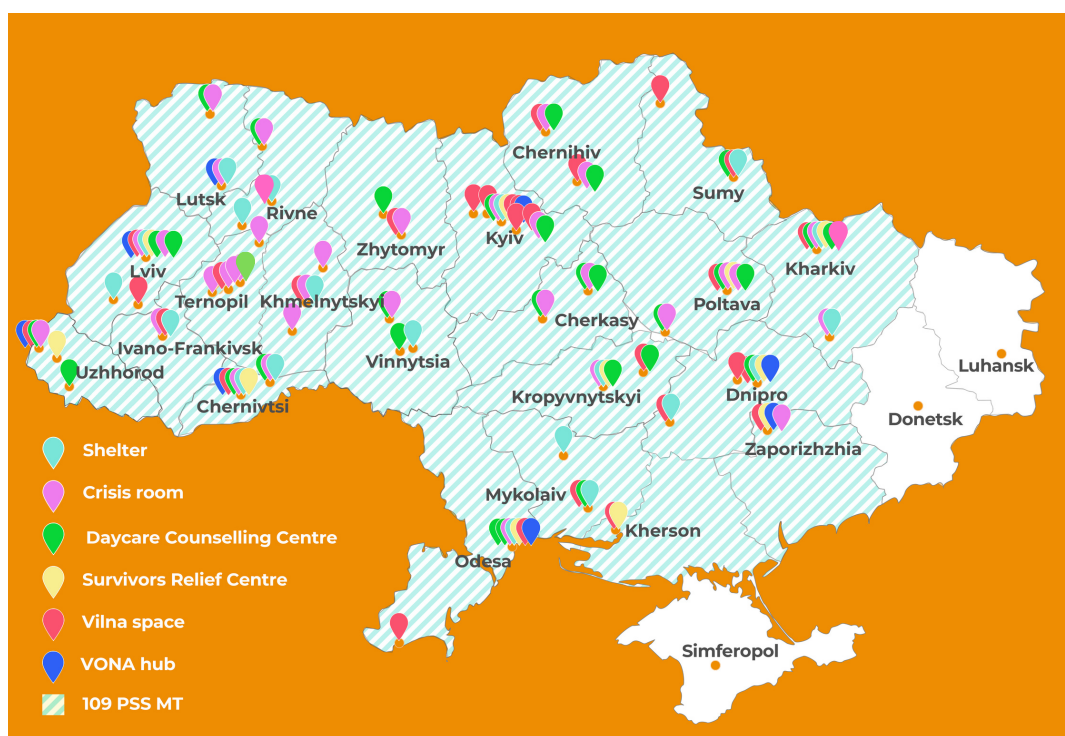 Chernihiv
Sumy
Lutsk
Rivne
Zhytomyr
Kyiv
Kharkiv
Lviv
Ternopil
Khmelnytskyi
Poltava
Cherkasy
Ivano-Frankivsk
Vinnytsia
Luhansk
Uzhhorod
Chernivtsi
Kropyvnytskyi
Dnipro
Donetsk
Zaporizhzhia
Mykolaiv
Kherson
Odesa
Simferopol
Shelter
Crisis room
Daycare Counselling Centre
Survivors Relief Centre
Vilna space
VONA hub
109 PSS MT